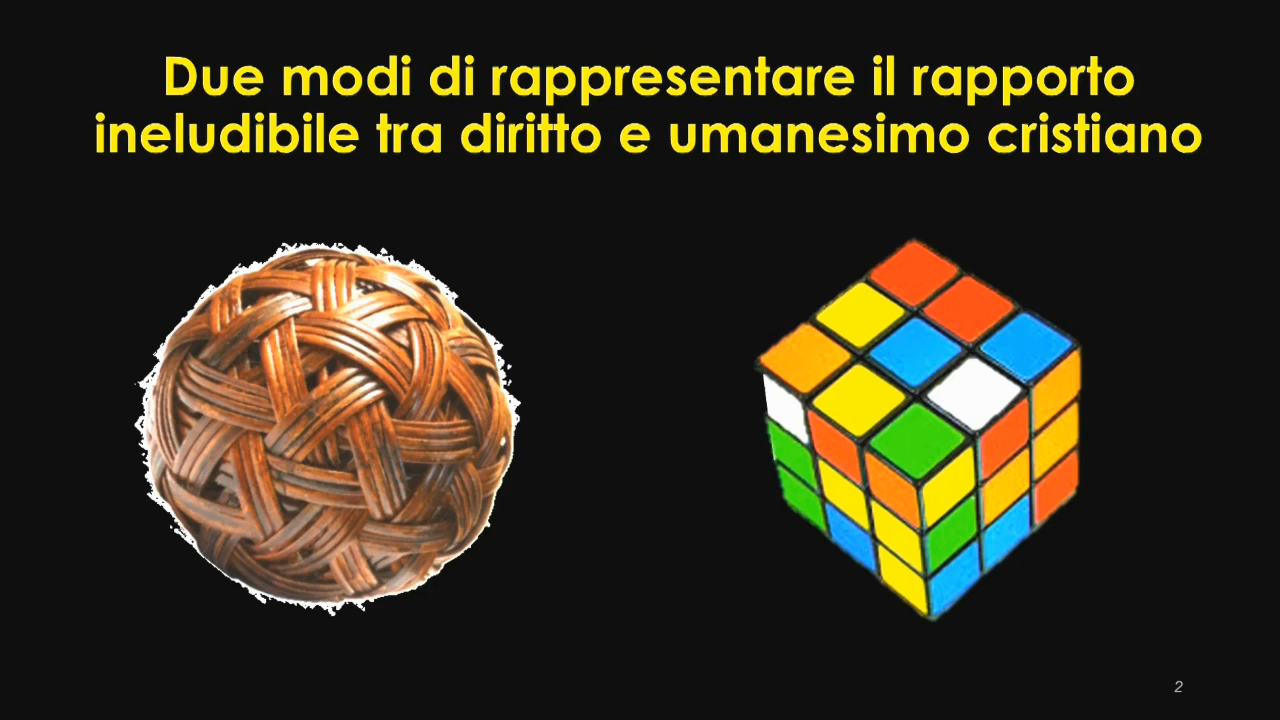 Due modi di rappresentare il rapporto
ineludibile tra diritto e umanesimo cristiano
2